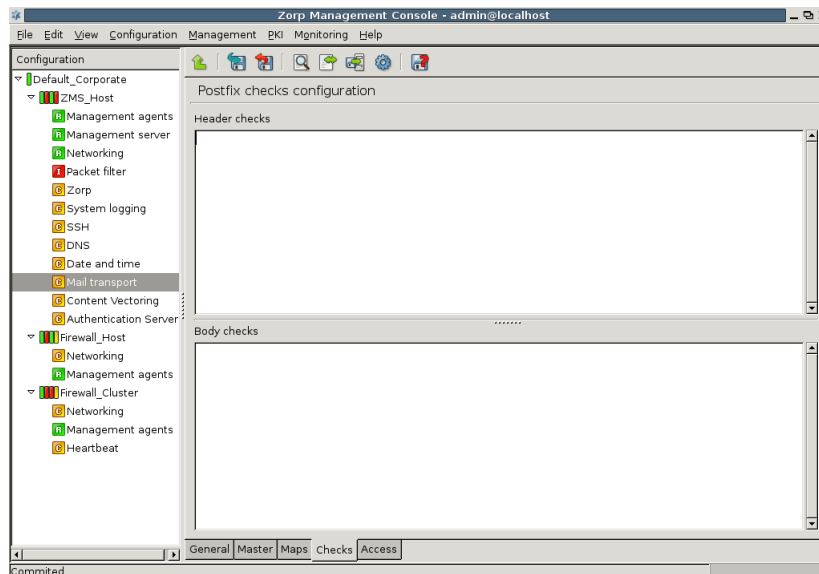 Zorp Management Console - admin@localhost
File Edit View Configuration Management PKI Monitoring Help
Configuration
Default_Corporate
ZMS_Host
R Management agents
R Management server
R Networking
I Packet filter
C Zorp
C System logging
C SSH
C DNS
C Date and time
C Mail transport
C Content Vectoring
C Authentication Server
Firewall_Host
C Networking
R Management agents
Firewall_Cluster
C Networking
R Management agents
C Heartbeat
Postfix checks configuration
Header checks
Body checks
General Master Maps Checks Access
Commited